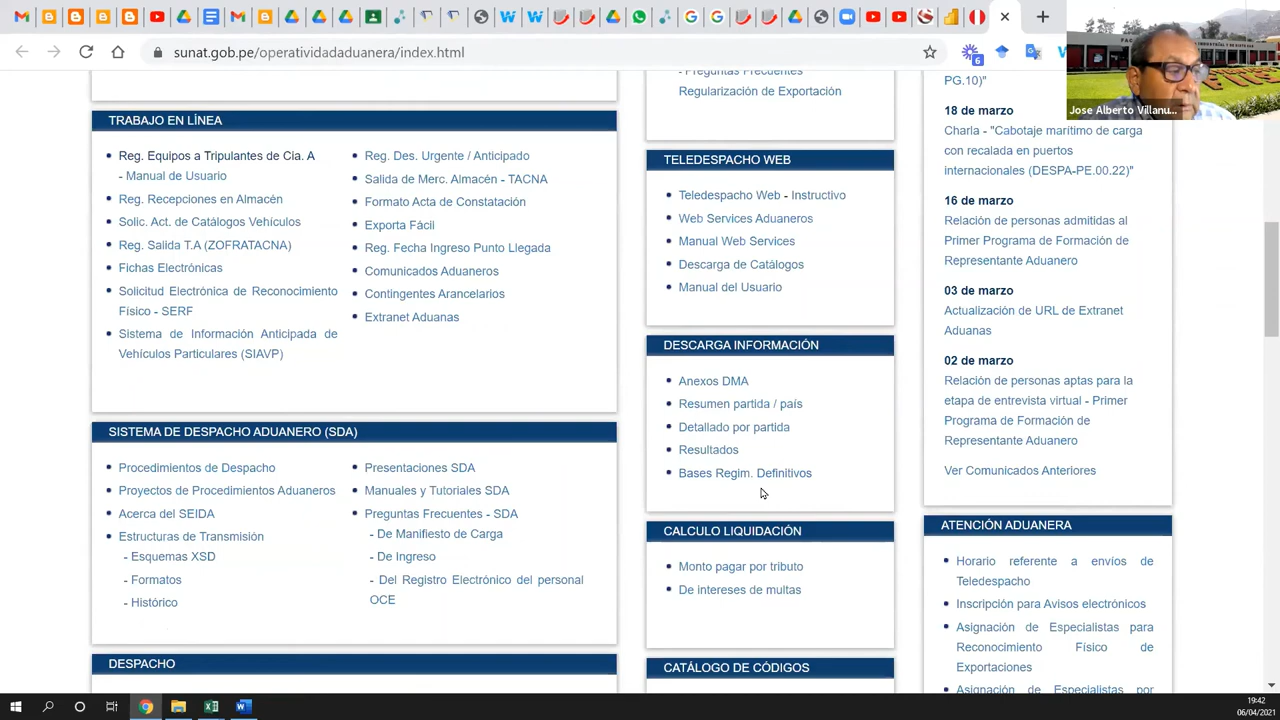 sunat.gob.pe/operatividadaduanera/index.html
6
Jose Alberto Villanu...
TRABAJO EN LÍNEA
Reg. Equipos a Tripulantes de Cia. A
- Manual de Usuario
Reg. Recepciones en Almacén
Solic. Act. de Catálogos Vehículos
Reg. Salida T.A (ZOFRATACNA)
Fichas Electrónicas
Solicitud Electrónica de Reconocimiento
Físico - SERF
Sistema de Información Anticipada de
Vehículos Particulares (SIAVP)
Reg. Des. Urgente / Anticipado
Salida de Merc. Almacén - TACNA
Formato Acta de Constatación
Exporta Fácil
Reg. Fecha Ingreso Punto Llegada
Comunicados Aduaneros
Contingentes Arancelarios
Extranet Aduanas
SISTEMA DE DESPACHO ADUANERO (SDA)
Procedimientos de Despacho
Proyectos de Procedimientos Aduaneros
Acerca del SEIDA
Estructuras de Transmisión
- Esquemas XSD
- Formatos
- Histórico
Presentaciones SDA
Manuales y Tutoriales SDA
Preguntas Frecuentes - SDA
- De Manifiesto de Carga
- De Ingreso
- Del Registro Electrónico del personal
OCE
DESPACHO
- Preguntas Frecuentes
Regularización de Exportación
TELEDESPACHO WEB
Teledespacho Web - Instructivo
Web Services Aduaneros
Manual Web Services
Descarga de Catálogos
Manual del Usuario
DESCARGA INFORMACIÓN
Anexos DMA
Resumen partida / país
Detallado por partida
Resultados
Bases Regim. Definitivos
CALCULO LIQUIDACIÓN
Monto pagar por tributo
De intereses de multas
CATÁLOGO DE CÓDIGOS
PG.10)"
18 de marzo
Charla - "Cabotaje marítimo de carga
con recalada en puertos
internacionales (DESPA-PE.00.22)"
16 de marzo
Relación de personas admitidas al
Primer Programa de Formación de
Representante Aduanero
03 de marzo
Actualización de URL de Extranet
Aduanas
02 de marzo
Relación de personas aptas para la
etapa de entrevista virtual - Primer
Programa de Formación de
Representante Aduanero
Ver Comunicados Anteriores
ATENCIÓN ADUANERA
Horario referente a envíos de
Teledespacho
Inscripción para Avisos electrónicos
Asignación de Especialistas para
Reconocimiento Físico de
Exportaciones
Asignación de Especialistas por
19:42
06/04/2021